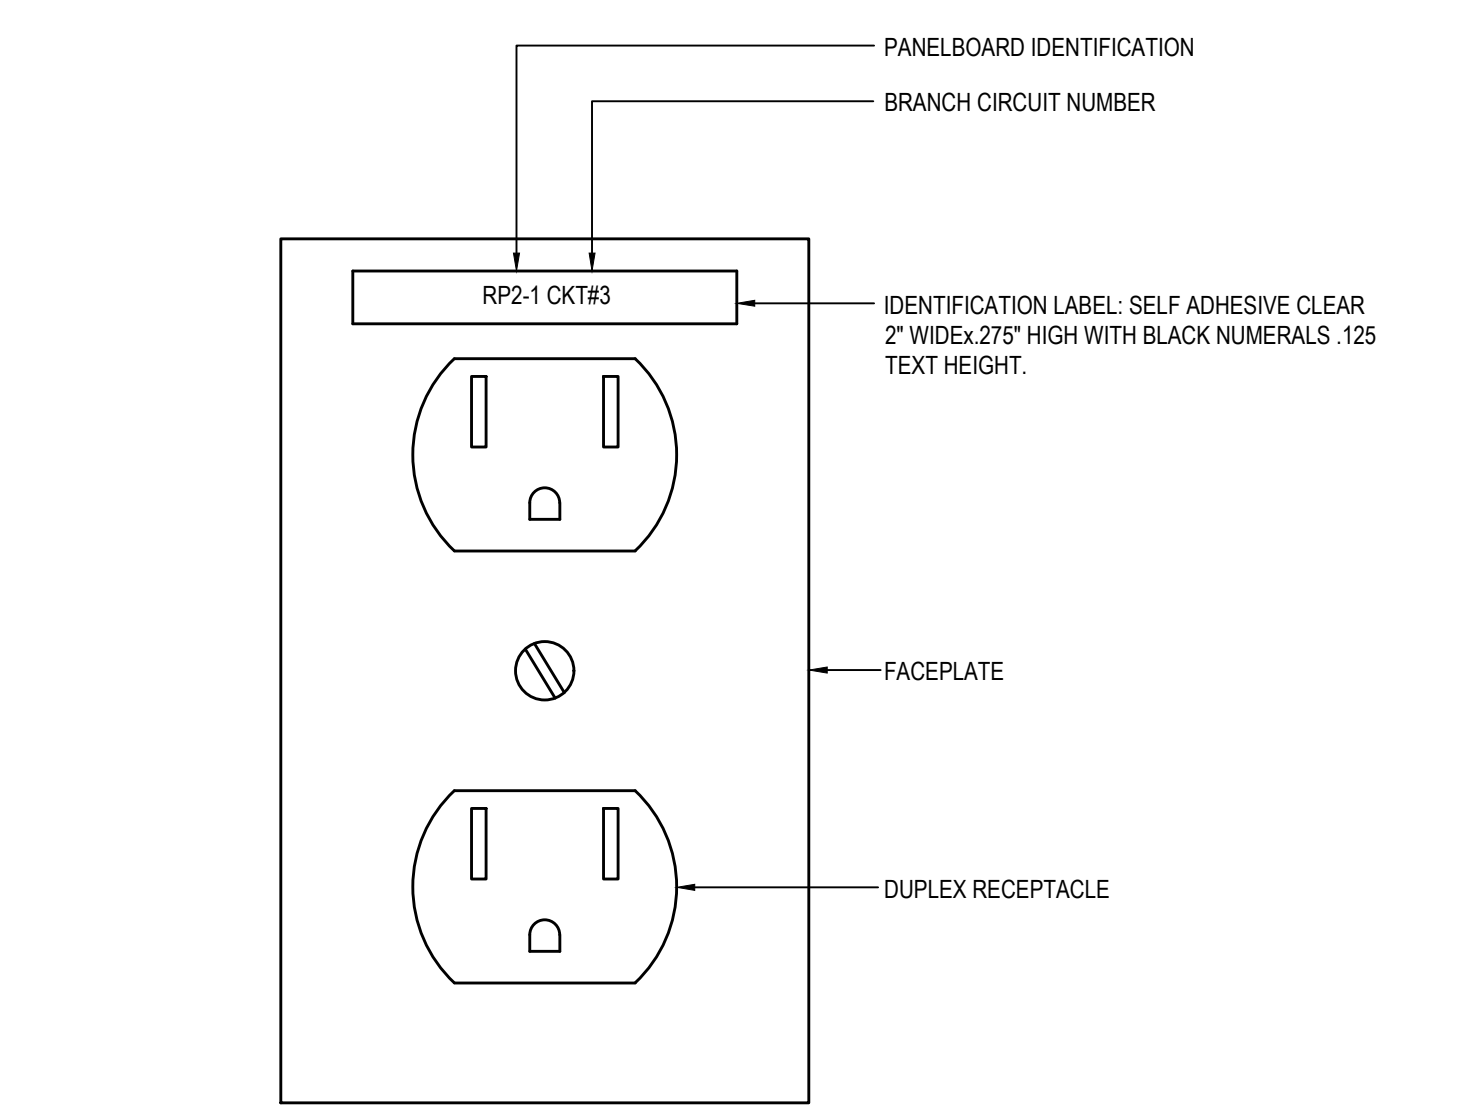 PANELBOARD IDENTIFICATION
BRANCH CIRCUIT NUMBER
RP2-1 CKT#3
IDENTIFICATION LABEL: SELF ADHESIVE CLEAR
2" WIDEx.275" HIGH WITH BLACK NUMERALS .125
TEXT HEIGHT.
FACEPLATE
DUPLEX RECEPTACLE